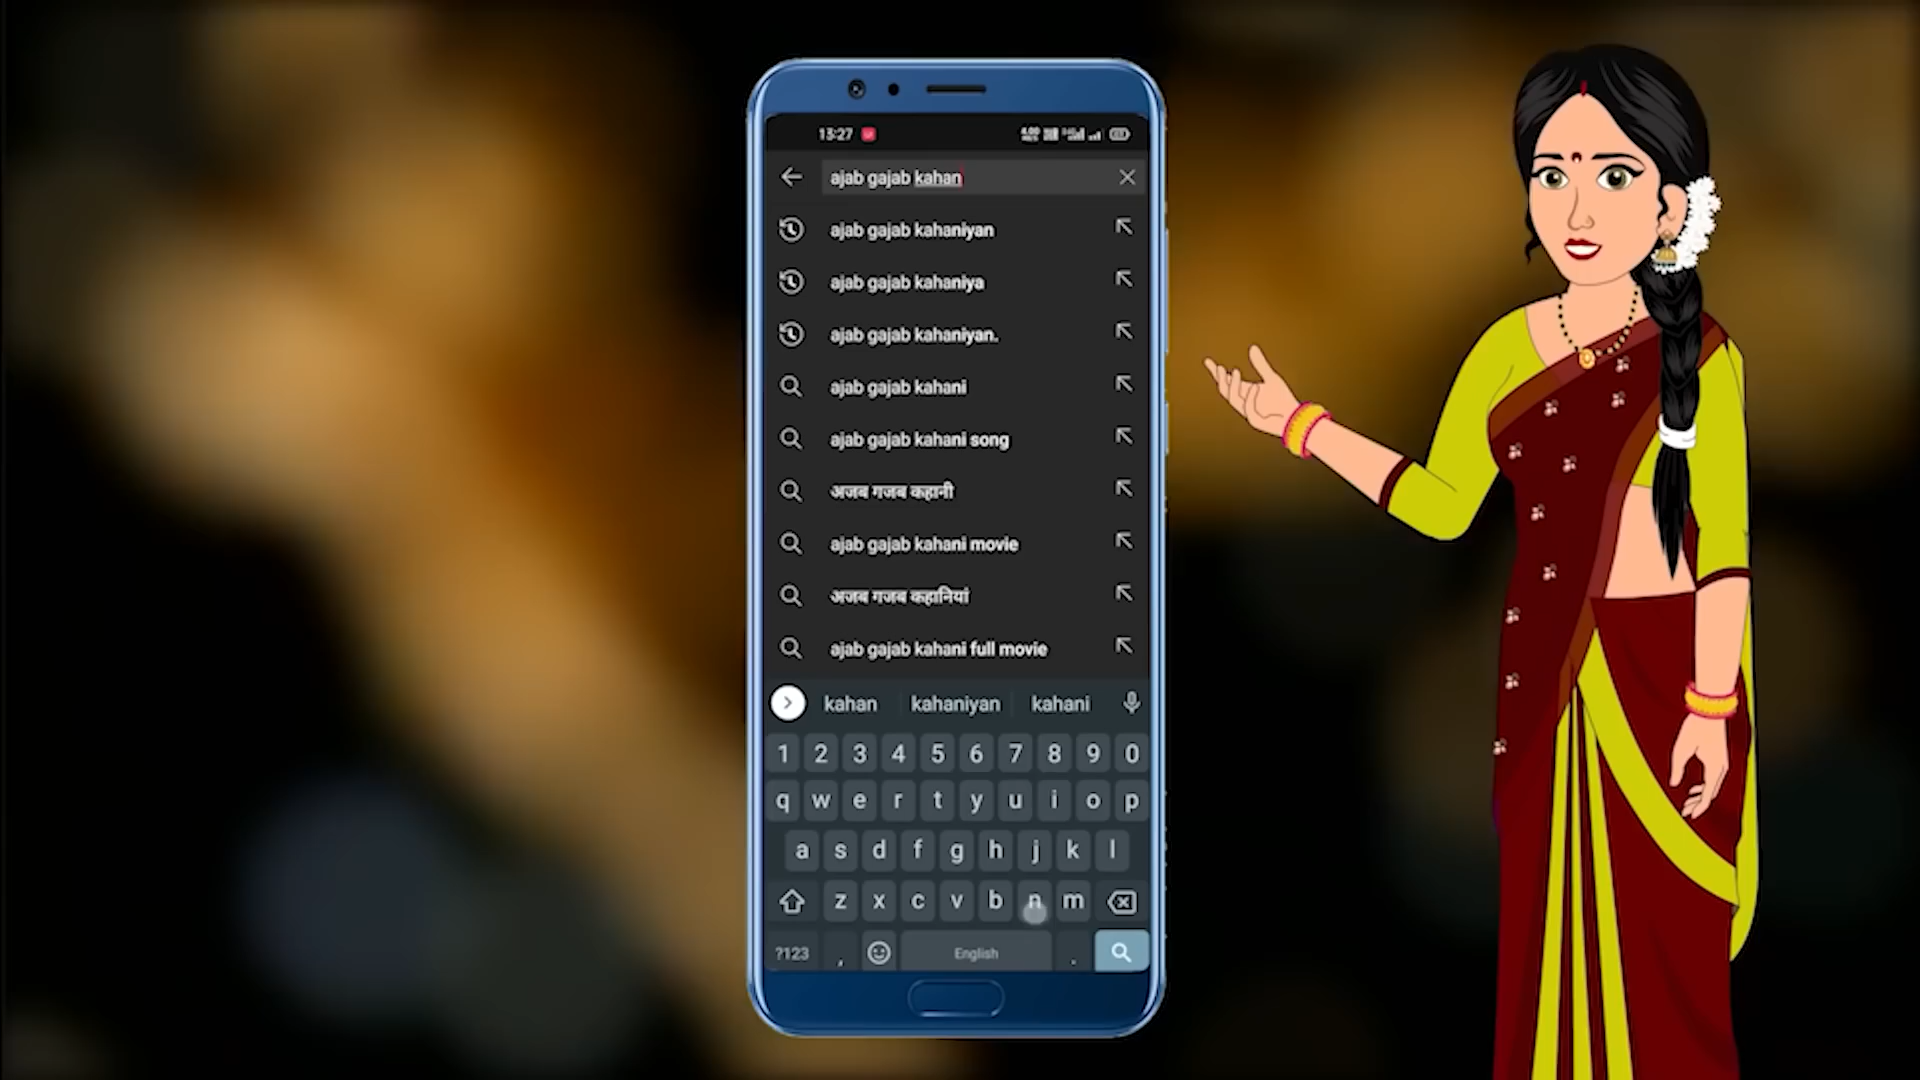 13:27
ajab gajab kahan
ajab gajab kahaniyan
ajab gajab kahaniya
ajab gajab kahaniyan.
ajab gajab kahani
ajab gajab kahani song
अजब गजब कहानी
ajab gajab kahani movie
अजब गजब कहानियां
ajab gajab kahani full movie
kahan kahaniyan kahani
1 2 3 4 5 6 7 8 9 0
q w e r t y u i o p
a s d f g h j k l
z x c v b n m
?123 , English .